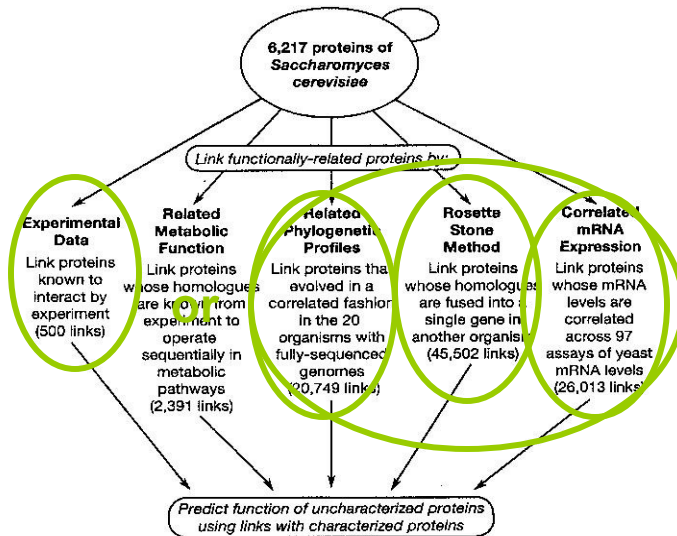 6,217 proteins of
Saccharomyces
cerevisiae
Link functionally-related proteins by:
Experimental
Data
Link proteins
known to
interact by
experiment
(500 links)
Related
Metabolic
Function
Link proteins
whose homologues
are known from
experiment to
operate
sequentially in
metabolic
pathways
(2,391 links)
or
Related
Phylogenetic
Profiles
Link proteins that
evolved in a
correlated fashion
in the 20
organisms with
fully-sequenced
genomes
(20,749 links)
Rosetta
Stone
Method
Link proteins
whose homologues
are fused into a
single gene in
another organism
(45,502 links)
Correlated
mRNA
Expression
Link proteins
whose mRNA
levels are
correlated
across 97
assays of yeast
mRNA levels
(26,013 links)
Predict function of uncharacterized proteins
using links with characterized proteins